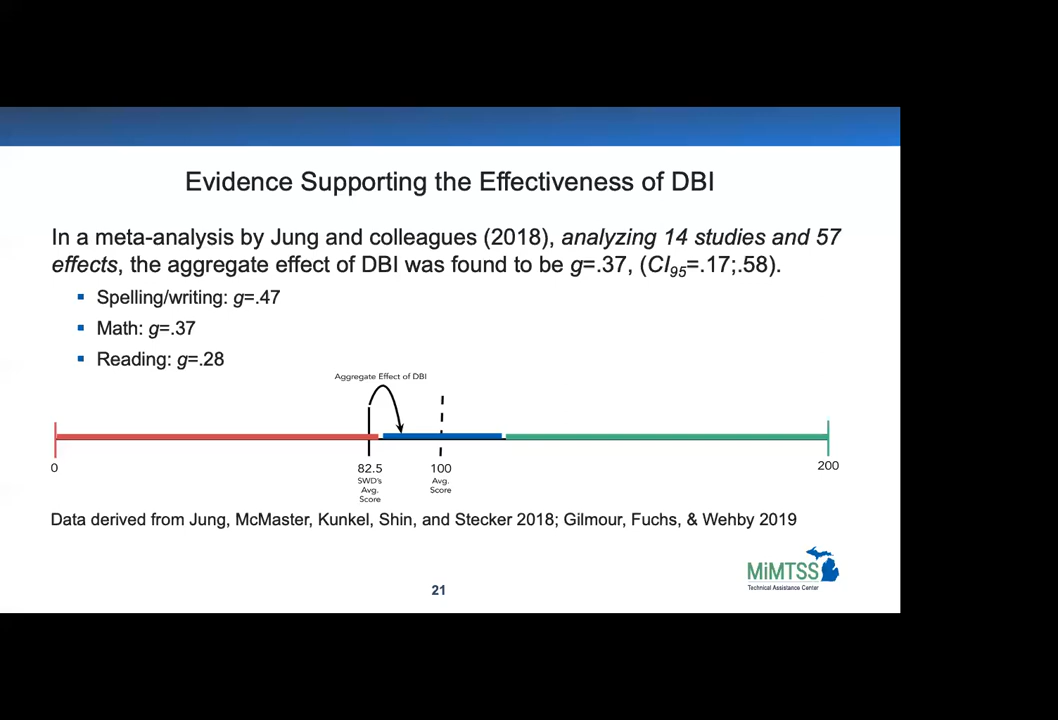 Evidence Supporting the Effectiveness of DBI
In a meta-analysis by Jung and colleagues (2018), analyzing 14 studies and 57
effects, the aggregate effect of DBI was found to be g=.37, (CI95=.17;.58).
Spelling/writing: g=.47
Math: g=.37
Reading: g=.28
Aggregate Effect of DBI
0
82.5
SWD's
Avg.
Score
100
Avg.
Score
200
Data derived from Jung, McMaster, Kunkel, Shin, and Stecker 2018; Gilmour, Fuchs, & Wehby 2019
MiMTSS
Technical Assistance Center
21